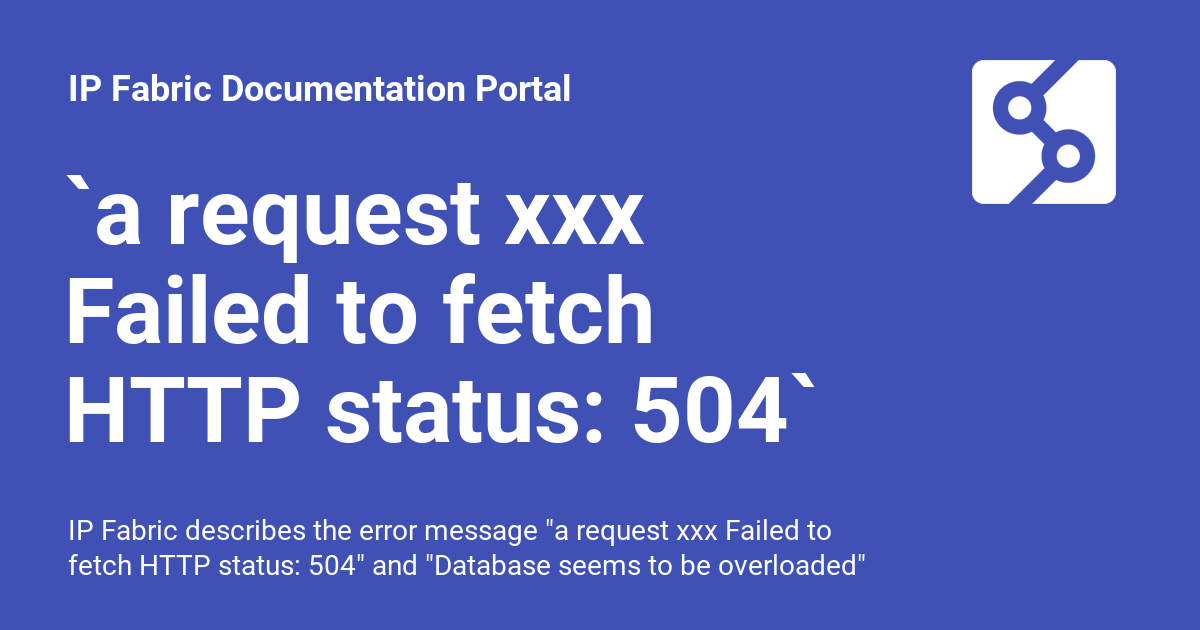 IP Fabric Documentation Portal
`a request xxx
Failed to fetch
HTTP status: 504`
IP Fabric describes the error message "a request xxx Failed to
fetch HTTP status: 504" and "Database seems to be overloaded"